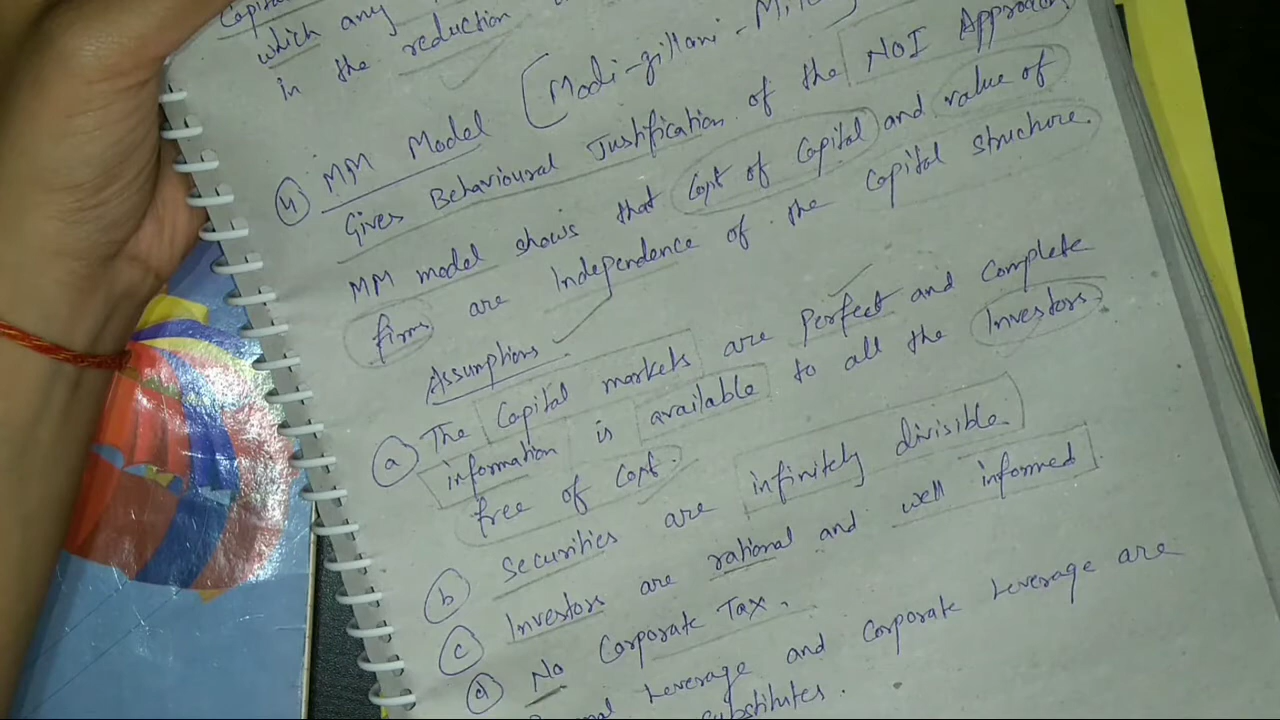 Capital
which any
in the reduction
4) MM Model [Modi-gillani - Mill
Gives Behavioural Justification of the NOI Approach
MM model shows that Cost of Capital and value of
firms are Independence of the Capital structure.
Assumptions -
a) The Capital markets are Perfect and Complete
information is available to all the Investors
free of Cost.
b) Securities are infinitely divisible
c) Investors are rational and well informed
d) No Corporate Tax.
Leverage and Corporate Leverage are
substitutes.